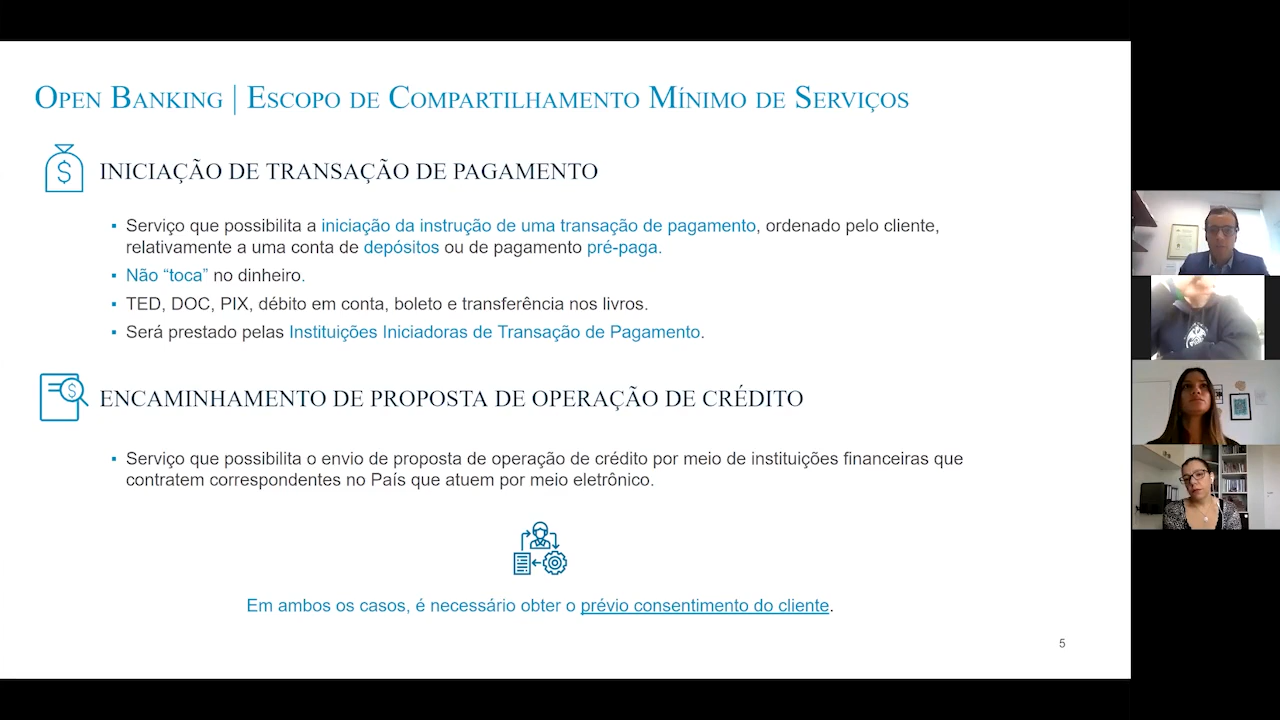 Open Banking | Escopo de Compartilhamento Mínimo de Serviços
INICIAÇÃO DE TRANSAÇÃO DE PAGAMENTO
▪ Serviço que possibilita a iniciação da instrução de uma transação de pagamento, ordenado pelo cliente,
relativamente a uma conta de depósitos ou de pagamento pré-paga.
▪ Não “toca” no dinheiro.
▪ TED, DOC, PIX, débito em conta, boleto e transferência nos livros.
▪ Será prestado pelas Instituições Iniciadoras de Transação de Pagamento.
ENCAMINHAMENTO DE PROPOSTA DE OPERAÇÃO DE CRÉDITO
▪ Serviço que possibilita o envio de proposta de operação de crédito por meio de instituições financeiras que
contratem correspondentes no País que atuem por meio eletrônico.
Em ambos os casos, é necessário obter o prévio consentimento do cliente.
5